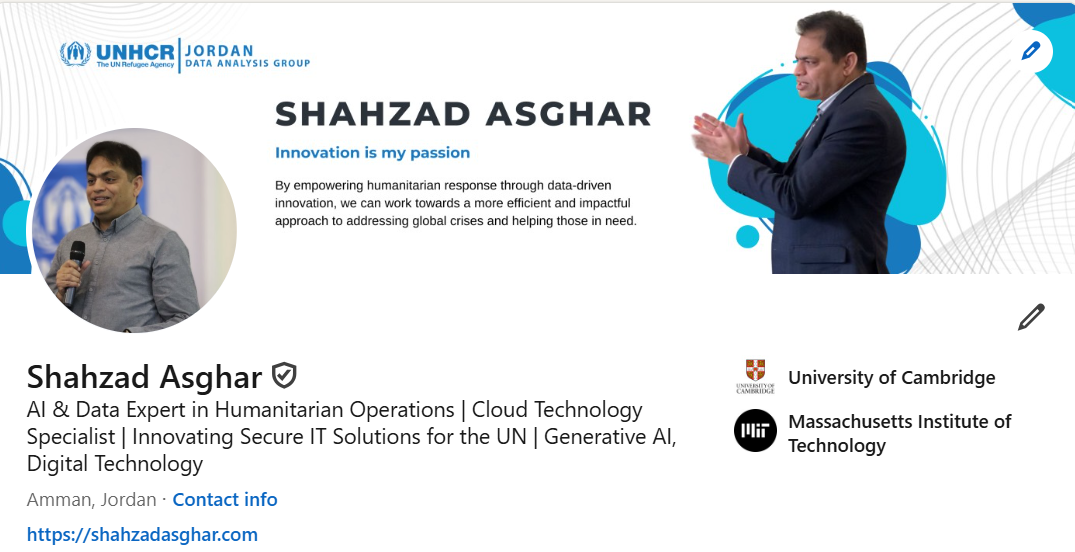 UNHCR
The UN Refugee Agency
JORDAN
DATA ANALYSIS GROUP
SHAHZAD ASGHAR
Innovation is my passion
By empowering humanitarian response through data-driven
innovation, we can work towards a more efficient and impactful
approach to addressing global crises and helping those in need.
Shahzad Asghar
AI & Data Expert in Humanitarian Operations | Cloud Technology
Specialist | Innovating Secure IT Solutions for the UN | Generative AI,
Digital Technology
Amman, Jordan · Contact info
https://shahzadasghar.com
UNIVERSITY OF
CAMBRIDGE
University of Cambridge
MIT
Massachusetts Institute of
Technology